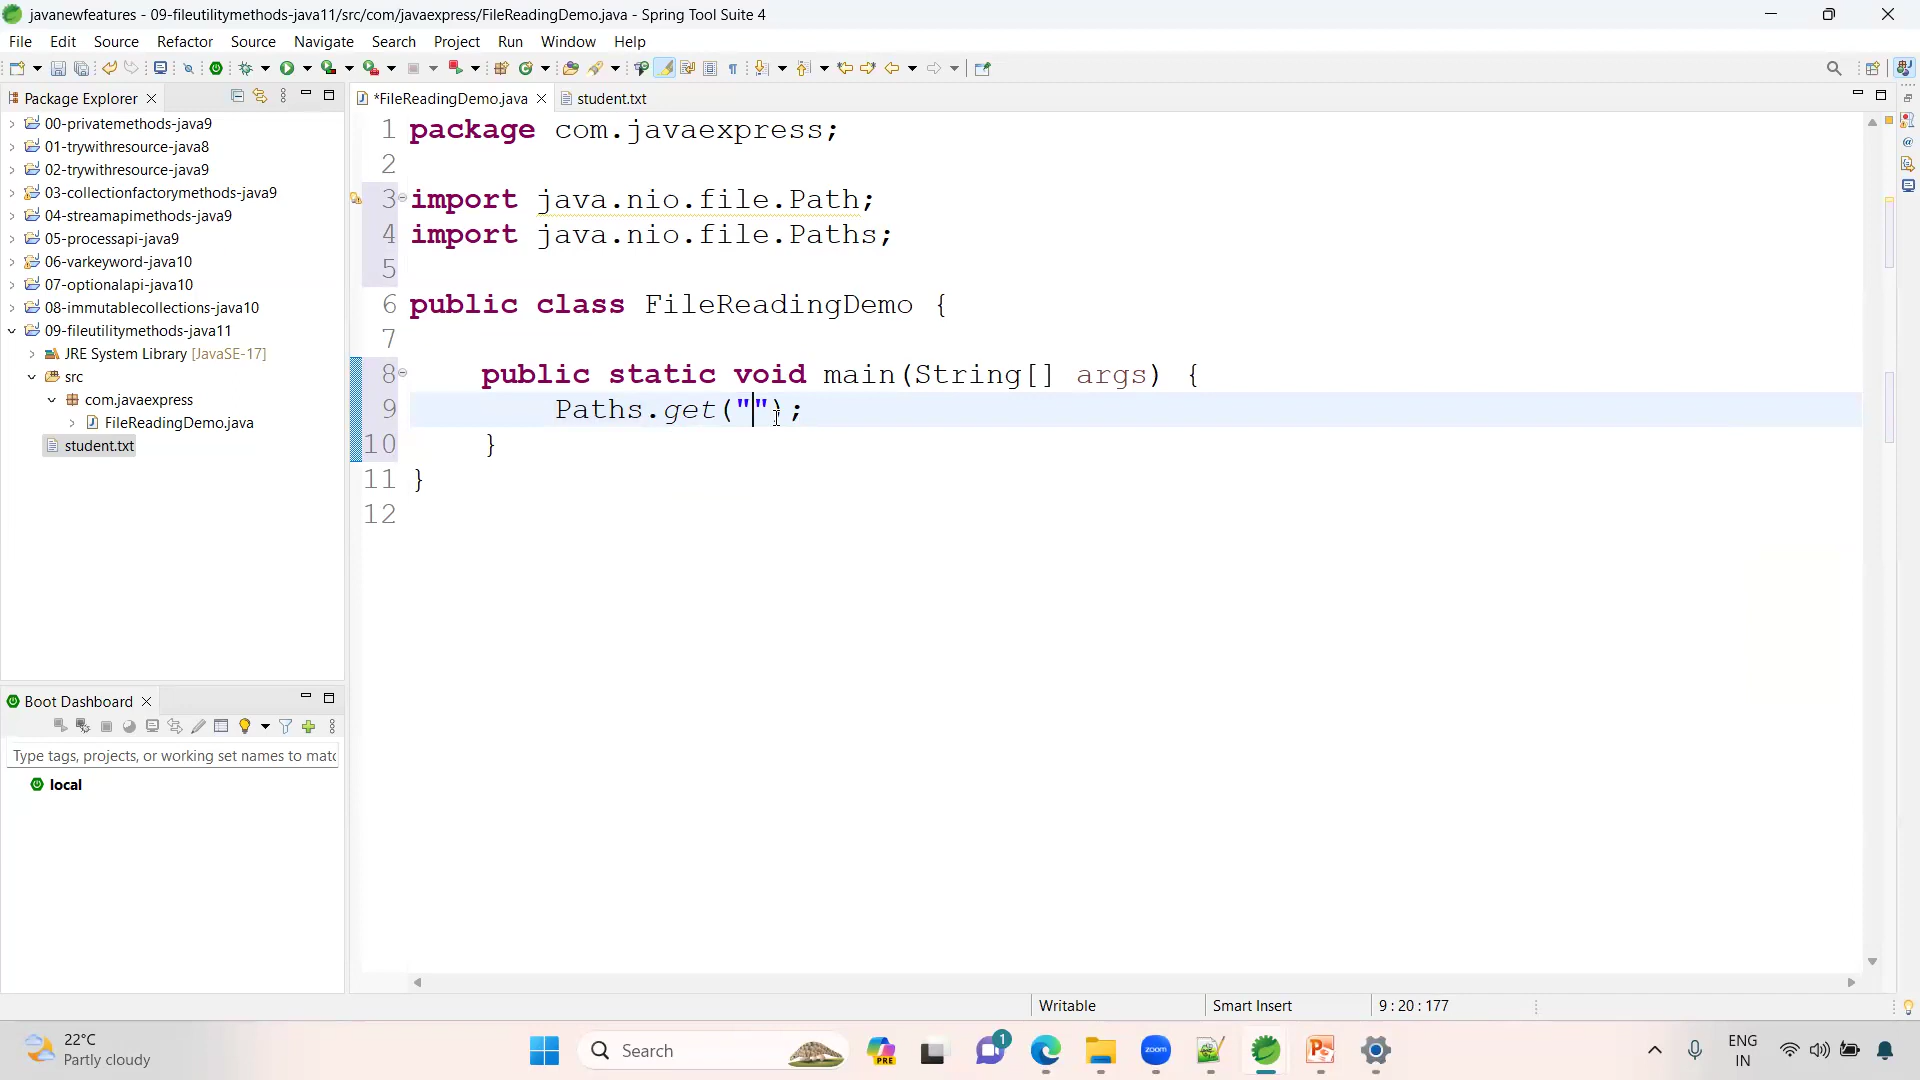 javanewfeatures - 09-fileutilitymethods-java11/src/com/javaexpress/FileReadingDemo.java - Spring Tool Suite 4
File Edit Source Refactor Source Navigate Search Project Run Window Help
Package Explorer
00-privatemethods-java9
01-trywithresource-java8
02-trywithresource-java9
03-collectionfactorymethods-java9
04-streamapimethods-java9
05-processapi-java9
06-varkeyword-java10
07-optionalapi-java10
08-immutablecollections-java10
09-fileutilitymethods-java11
JRE System Library [JavaSE-17]
src
com.javaexpress
FileReadingDemo.java
student.txt
*FileReadingDemo.java student.txt
1 package com.javaexpress;
2
3 import java.nio.file.Path;
4 import java.nio.file.Paths;
5
6 public class FileReadingDemo {
7
8 public static void main(String[] args) {
9 Paths.get("");
10 }
11 }
12
Boot Dashboard
Type tags, projects, or working set names to matc
local
Writable Smart Insert 9 : 20 : 177
22°C
Partly cloudy
Search
PRE
1
zoom
ENG
IN